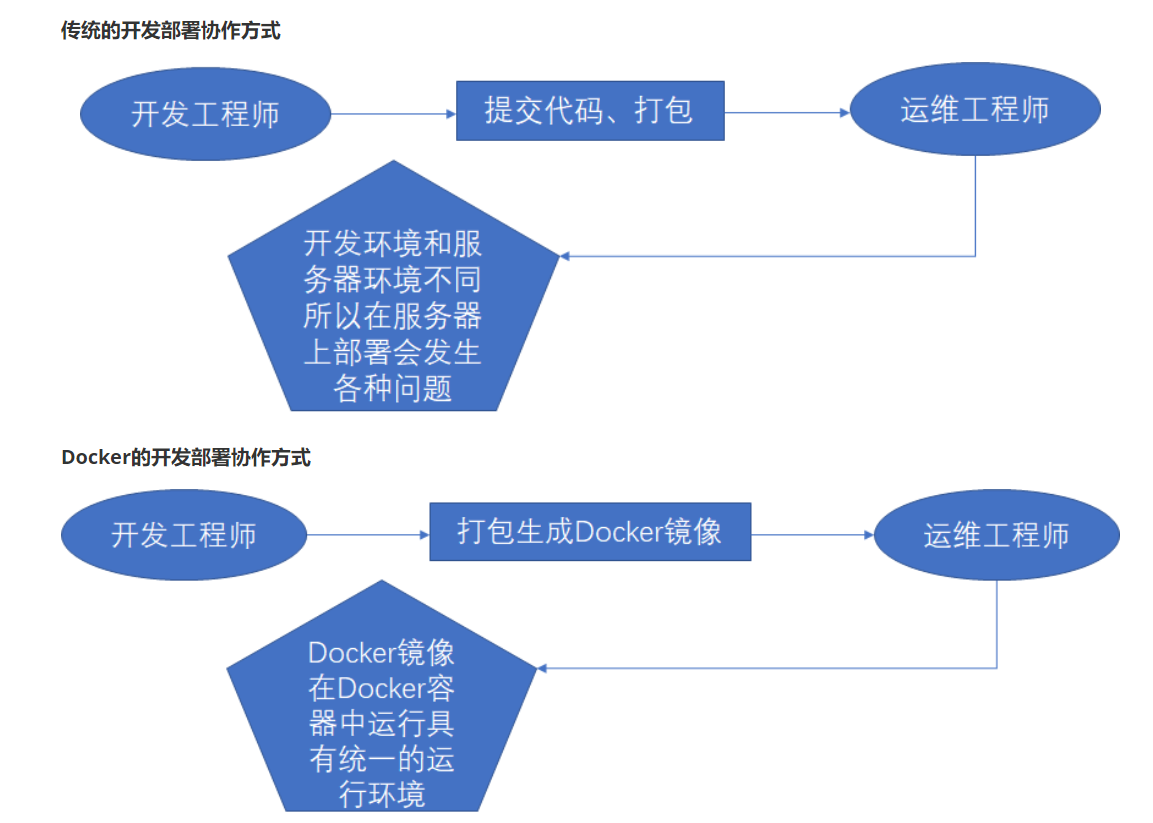 传统的开发部署协作方式
开发工程师
提交代码、打包
运维工程师
开发环境和服
务器环境不同
所以在服务器
上部署会发生
各种问题
Docker的开发部署协作方式
开发工程师
打包生成Docker镜像
运维工程师
Docker镜像
在Docker容
器中运行具
有统一的运
行环境